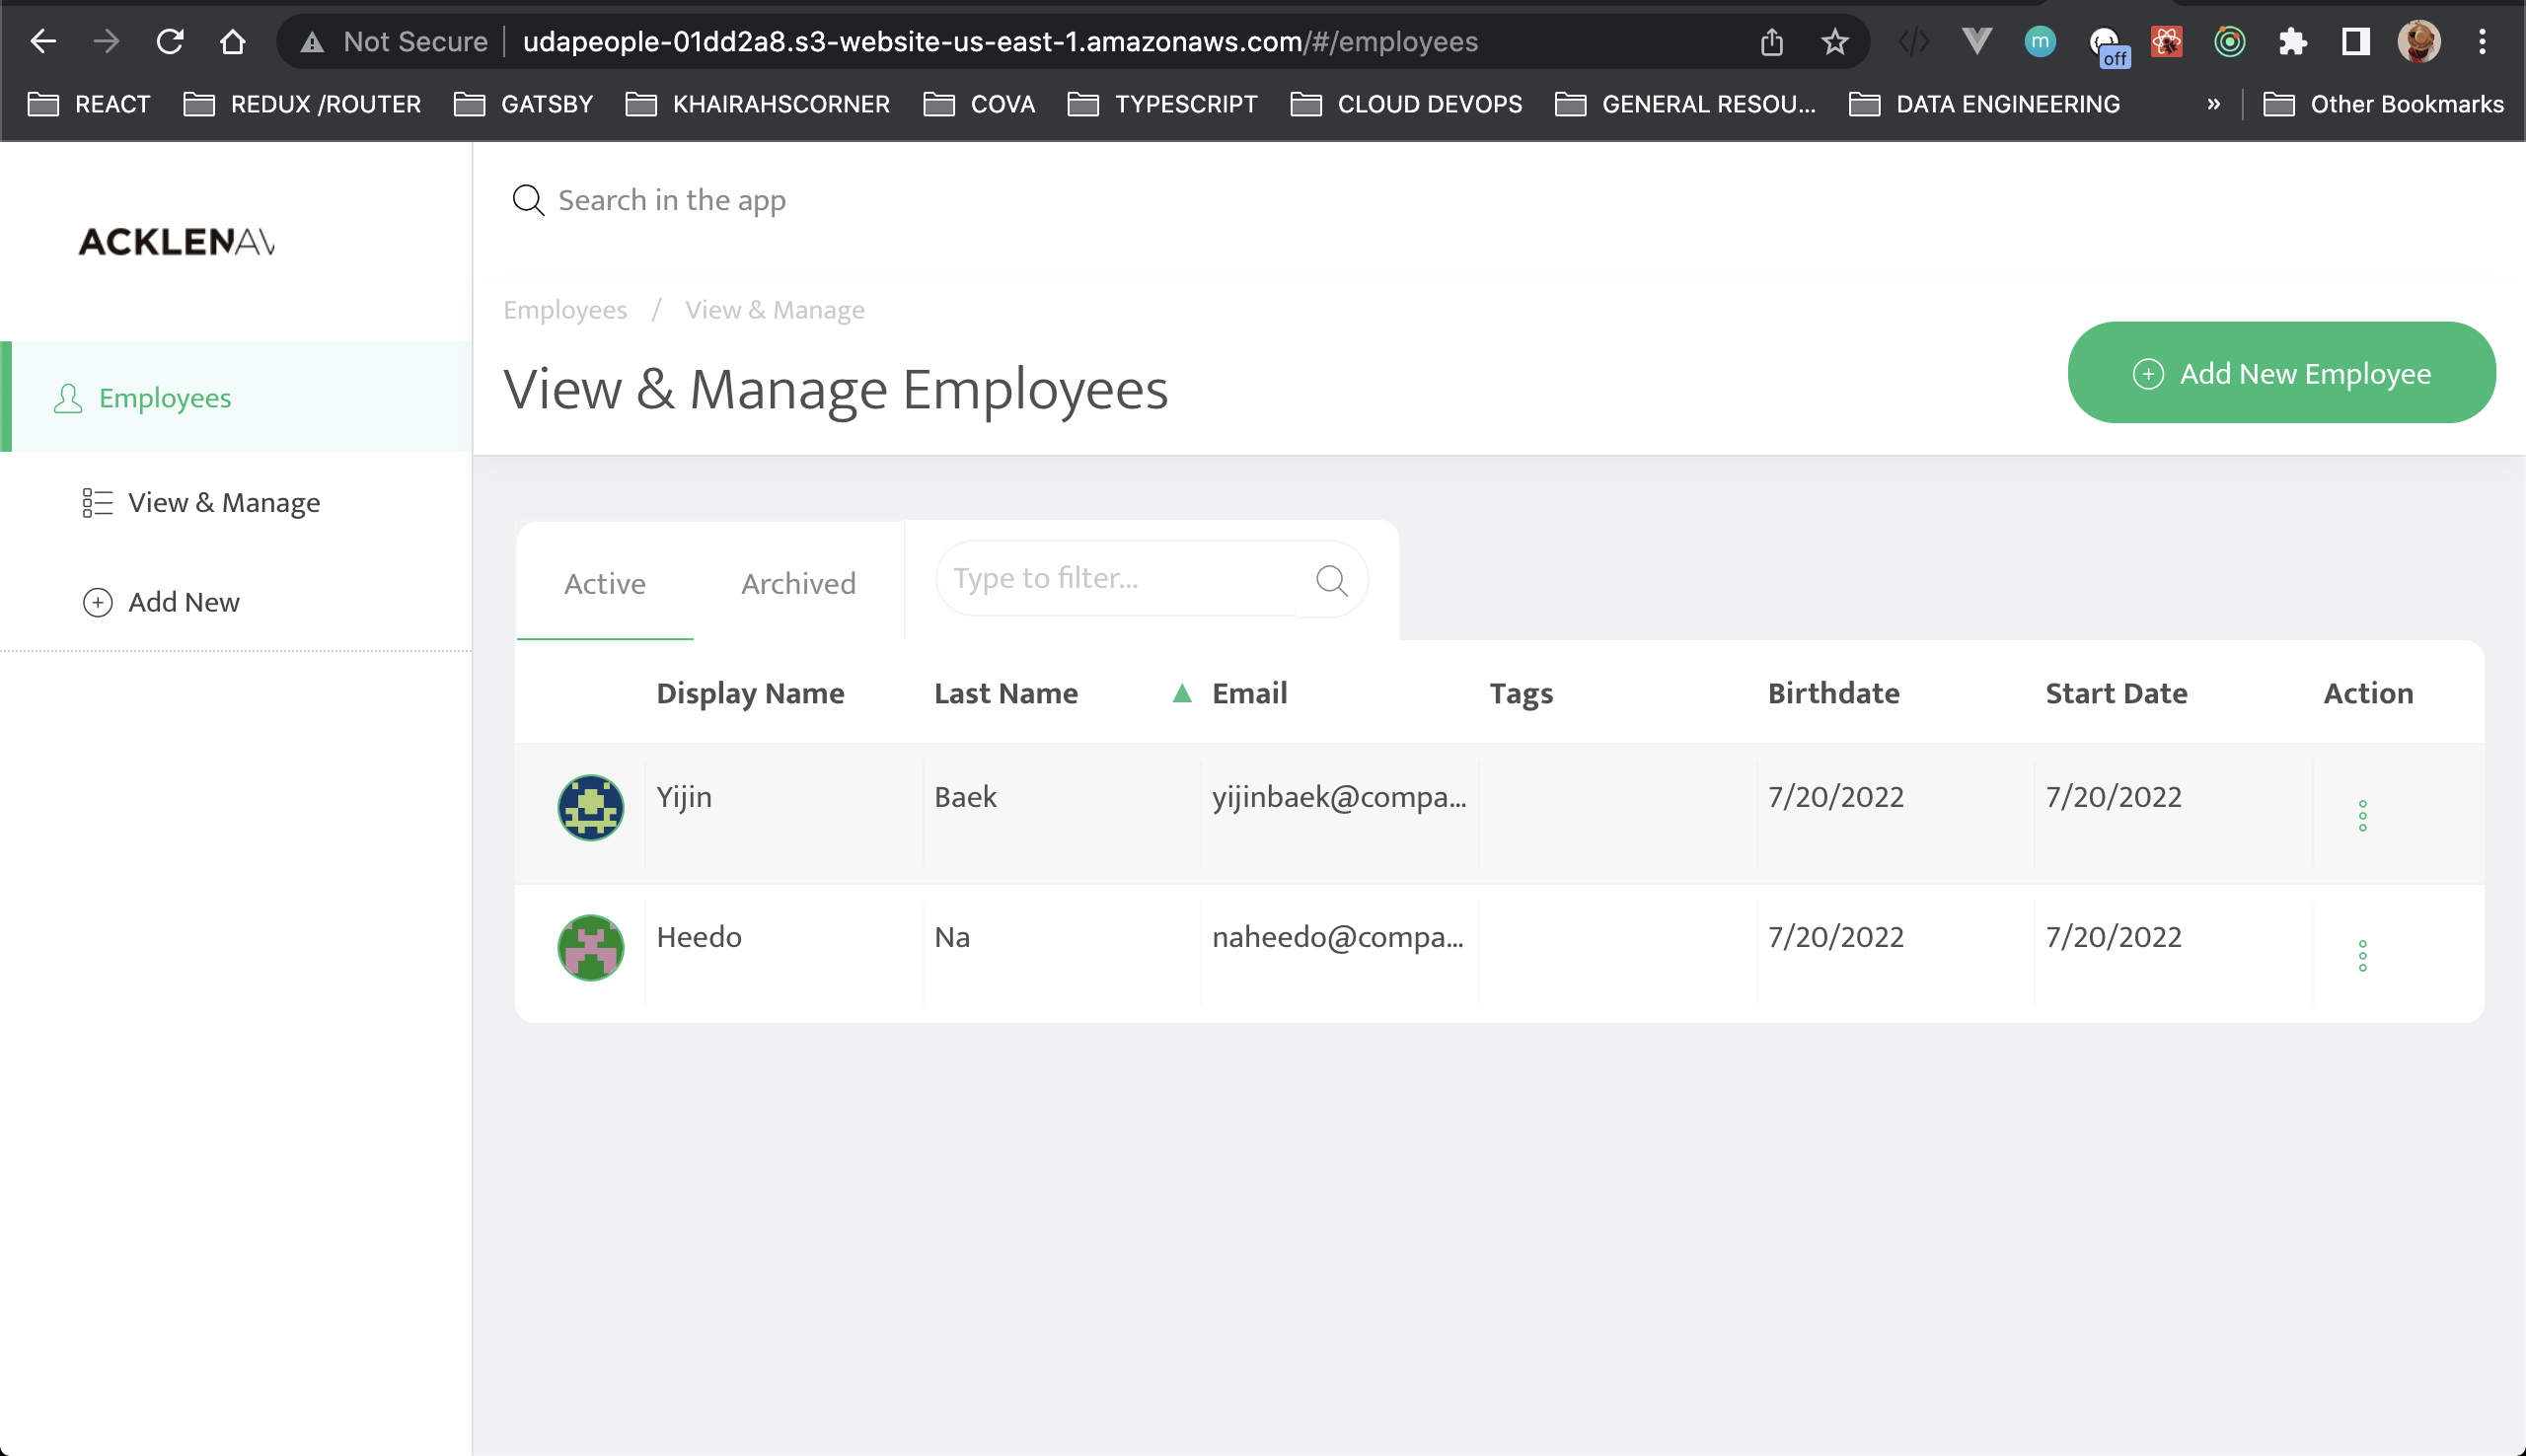 Not Secure udapeople-01dd2a8.s3-website-us-east-1.amazonaws.com/#/employees
m
off
REACT REDUX /ROUTER GATSBY KHAIRAHSCORNER COVA TYPESCRIPT CLOUD DEVOPS GENERAL RESOU... DATA ENGINEERING » Other Bookmarks
ACKLENAV
Search in the app
Employees / View & Manage
View & Manage Employees
Add New Employee
Employees
View & Manage
Add New
Active Archived Type to filter...
Display Name Last Name Email Tags Birthdate Start Date Action
Yijin Baek yijinbaek@compa... 7/20/2022 7/20/2022
Heedo Na naheedo@compa... 7/20/2022 7/20/2022